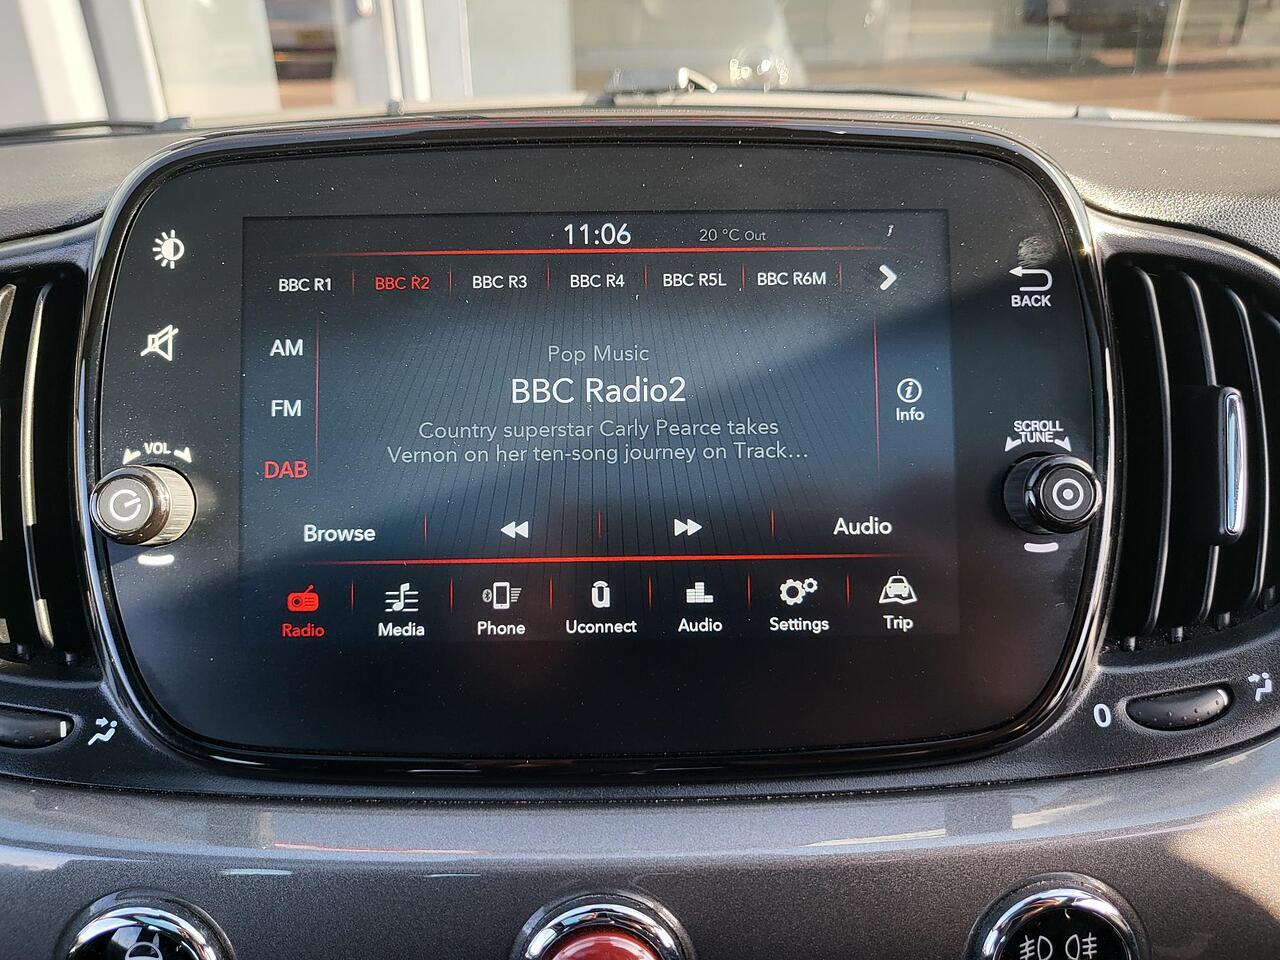 11:06
20 °C Out
BBC R1 BBC R2 BBC R3 BBC R4 BBC R5L BBC R6M
BACK
AM
Pop Music
BBC Radio2
FM
Info
Country superstar Carly Pearce takes
Vernon on her ten-song journey on Track...
DAB
VOL
SCROLL
TUNE
Browse Audio
Radio Media Phone Uconnect Audio Settings Trip
0